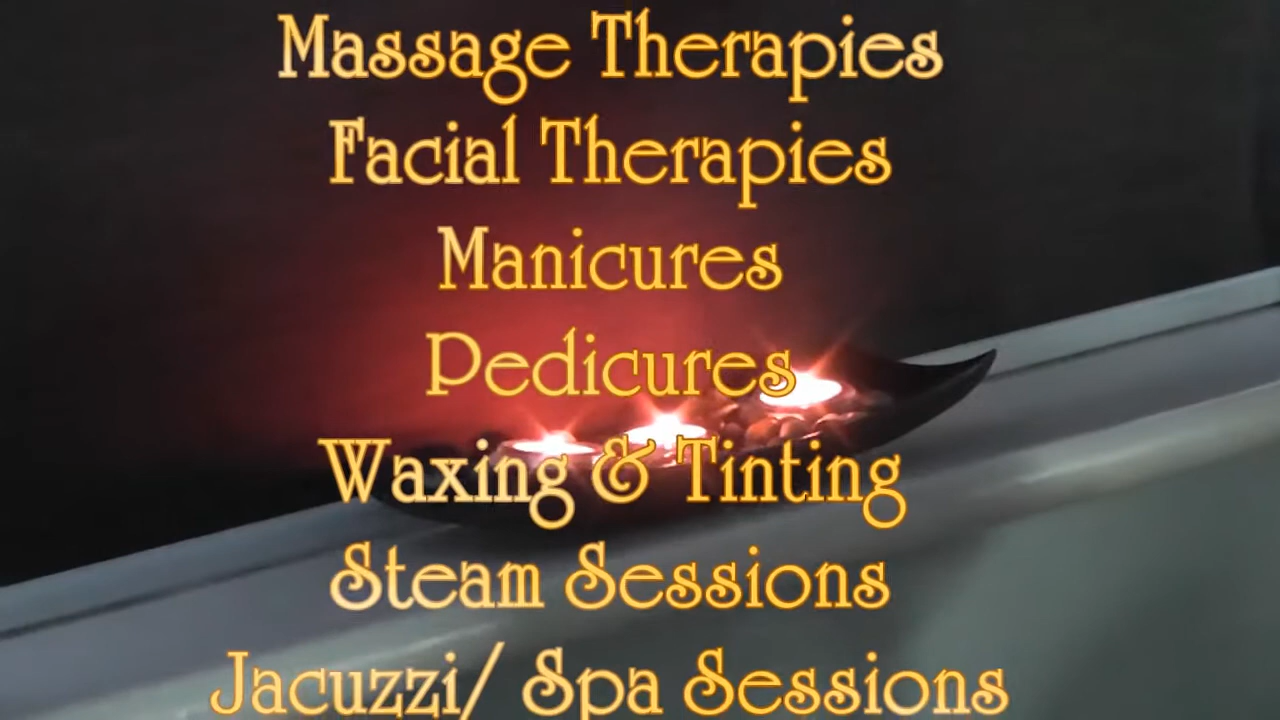 Massage Therapies
Facial Therapies
Manicures
Pedicures
Waxing & Tinting
Steam Sessions
Jacuzzi/ Spa Sessions